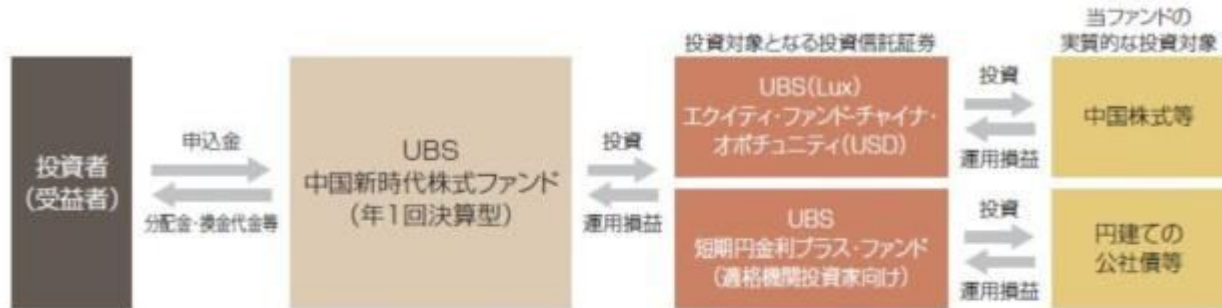 投資者
(受益者)
申込金
分配金・換金代金等
UBS
中国新時代株式ファンド
(年1回決算型)
投資
運用損益
投資対象となる投資信託証券
UBS(Lux)
エクイティ・ファンド-チャイナ・
オポチュニティ(USD)
UBS
短期円金利プラス・ファンド
(適格機関投資家向け)
投資
運用損益
投資
運用損益
当ファンドの
実質的な投資対象
中国株式等
円建ての
公社債等